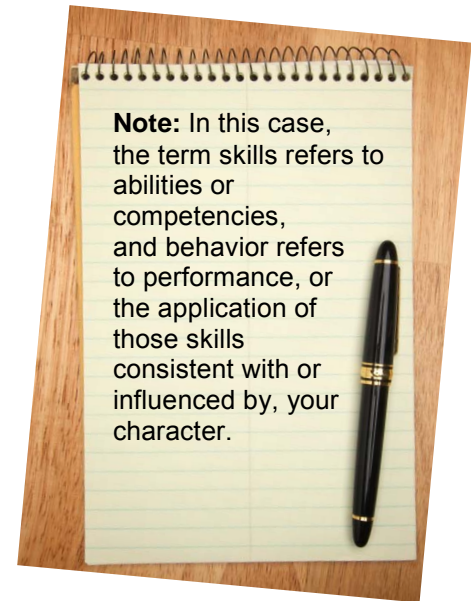 Note: In this case,
the term skills refers to
abilities or
competencies,
and behavior refers
to performance, or
the application of
those skills
consistent with or
influenced by, your
character.